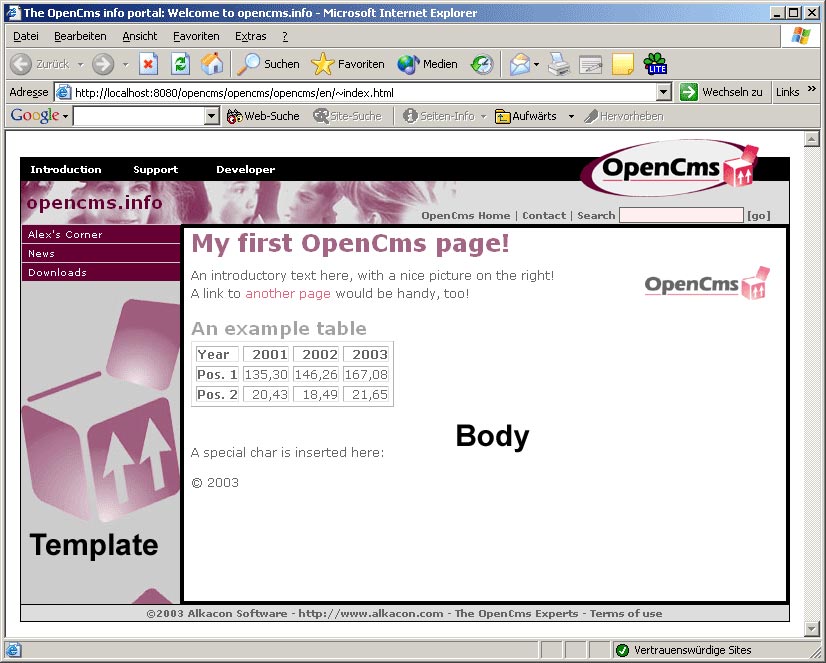 The OpenCms info portal: Welcome to opencms.info - Microsoft Internet Explorer
Datei Bearbeiten Ansicht Favoriten Extras ?
Zurück Suchen Favoriten Medien LITE
Adresse http://localhost:8080/opencms/opencms/opencms/en/~index.html Wechseln zu Links »
Google Web-Suche Site-Suche Seiten-Info Aufwärts Hervorheben
Introduction Support Developer OpenCms
opencms.info
OpenCms Home | Contact | Search [go]
Alex's Corner
News
Downloads
My first OpenCms page!
An introductory text here, with a nice picture on the right!
A link to another page would be handy, too!
OpenCms
An example table
Year 2001 2002 2003
Pos. 1 135,30 146,26 167,08
Pos. 2 20,43 18,49 21,65
Body
A special char is inserted here:
© 2003
Template
©2003 Alkacon Software - http://www.alkacon.com - The OpenCms Experts - Terms of use
Vertrauenswürdige Sites